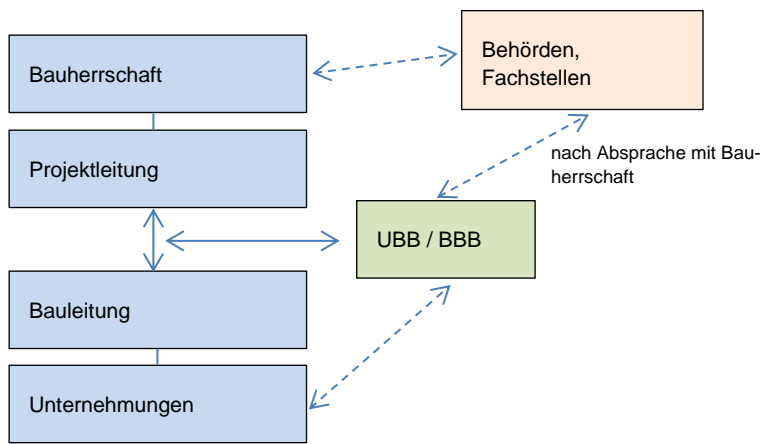 Bauherrschaft
Behörden,
Fachstellen
Projektleitung
nach Absprache mit Bau-
herrschaft
UBB / BBB
Bauleitung
Unternehmungen